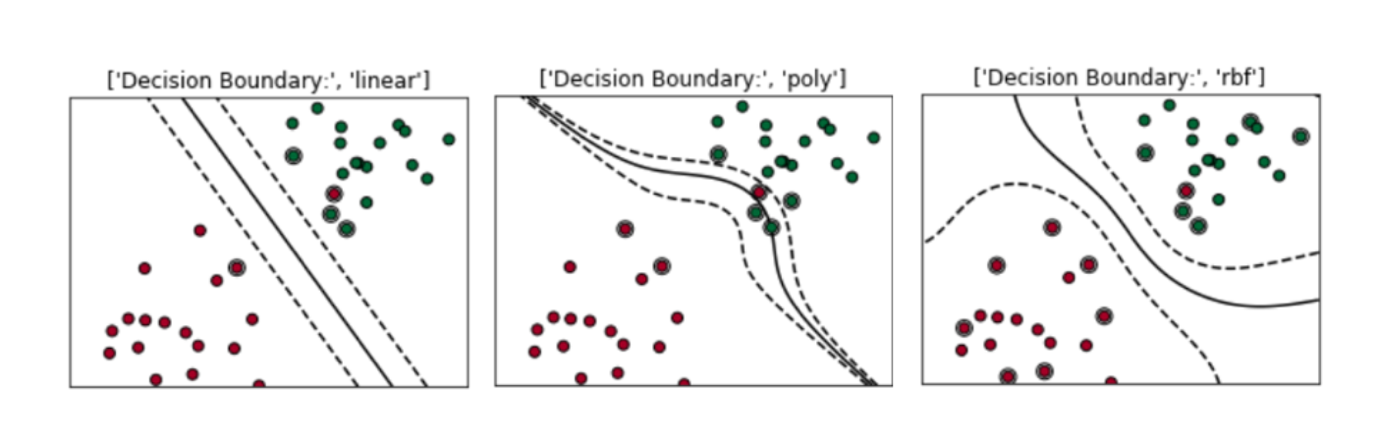 ['Decision Boundary:', 'linear']
['Decision Boundary:', 'poly']
['Decision Boundary:', 'rbf']